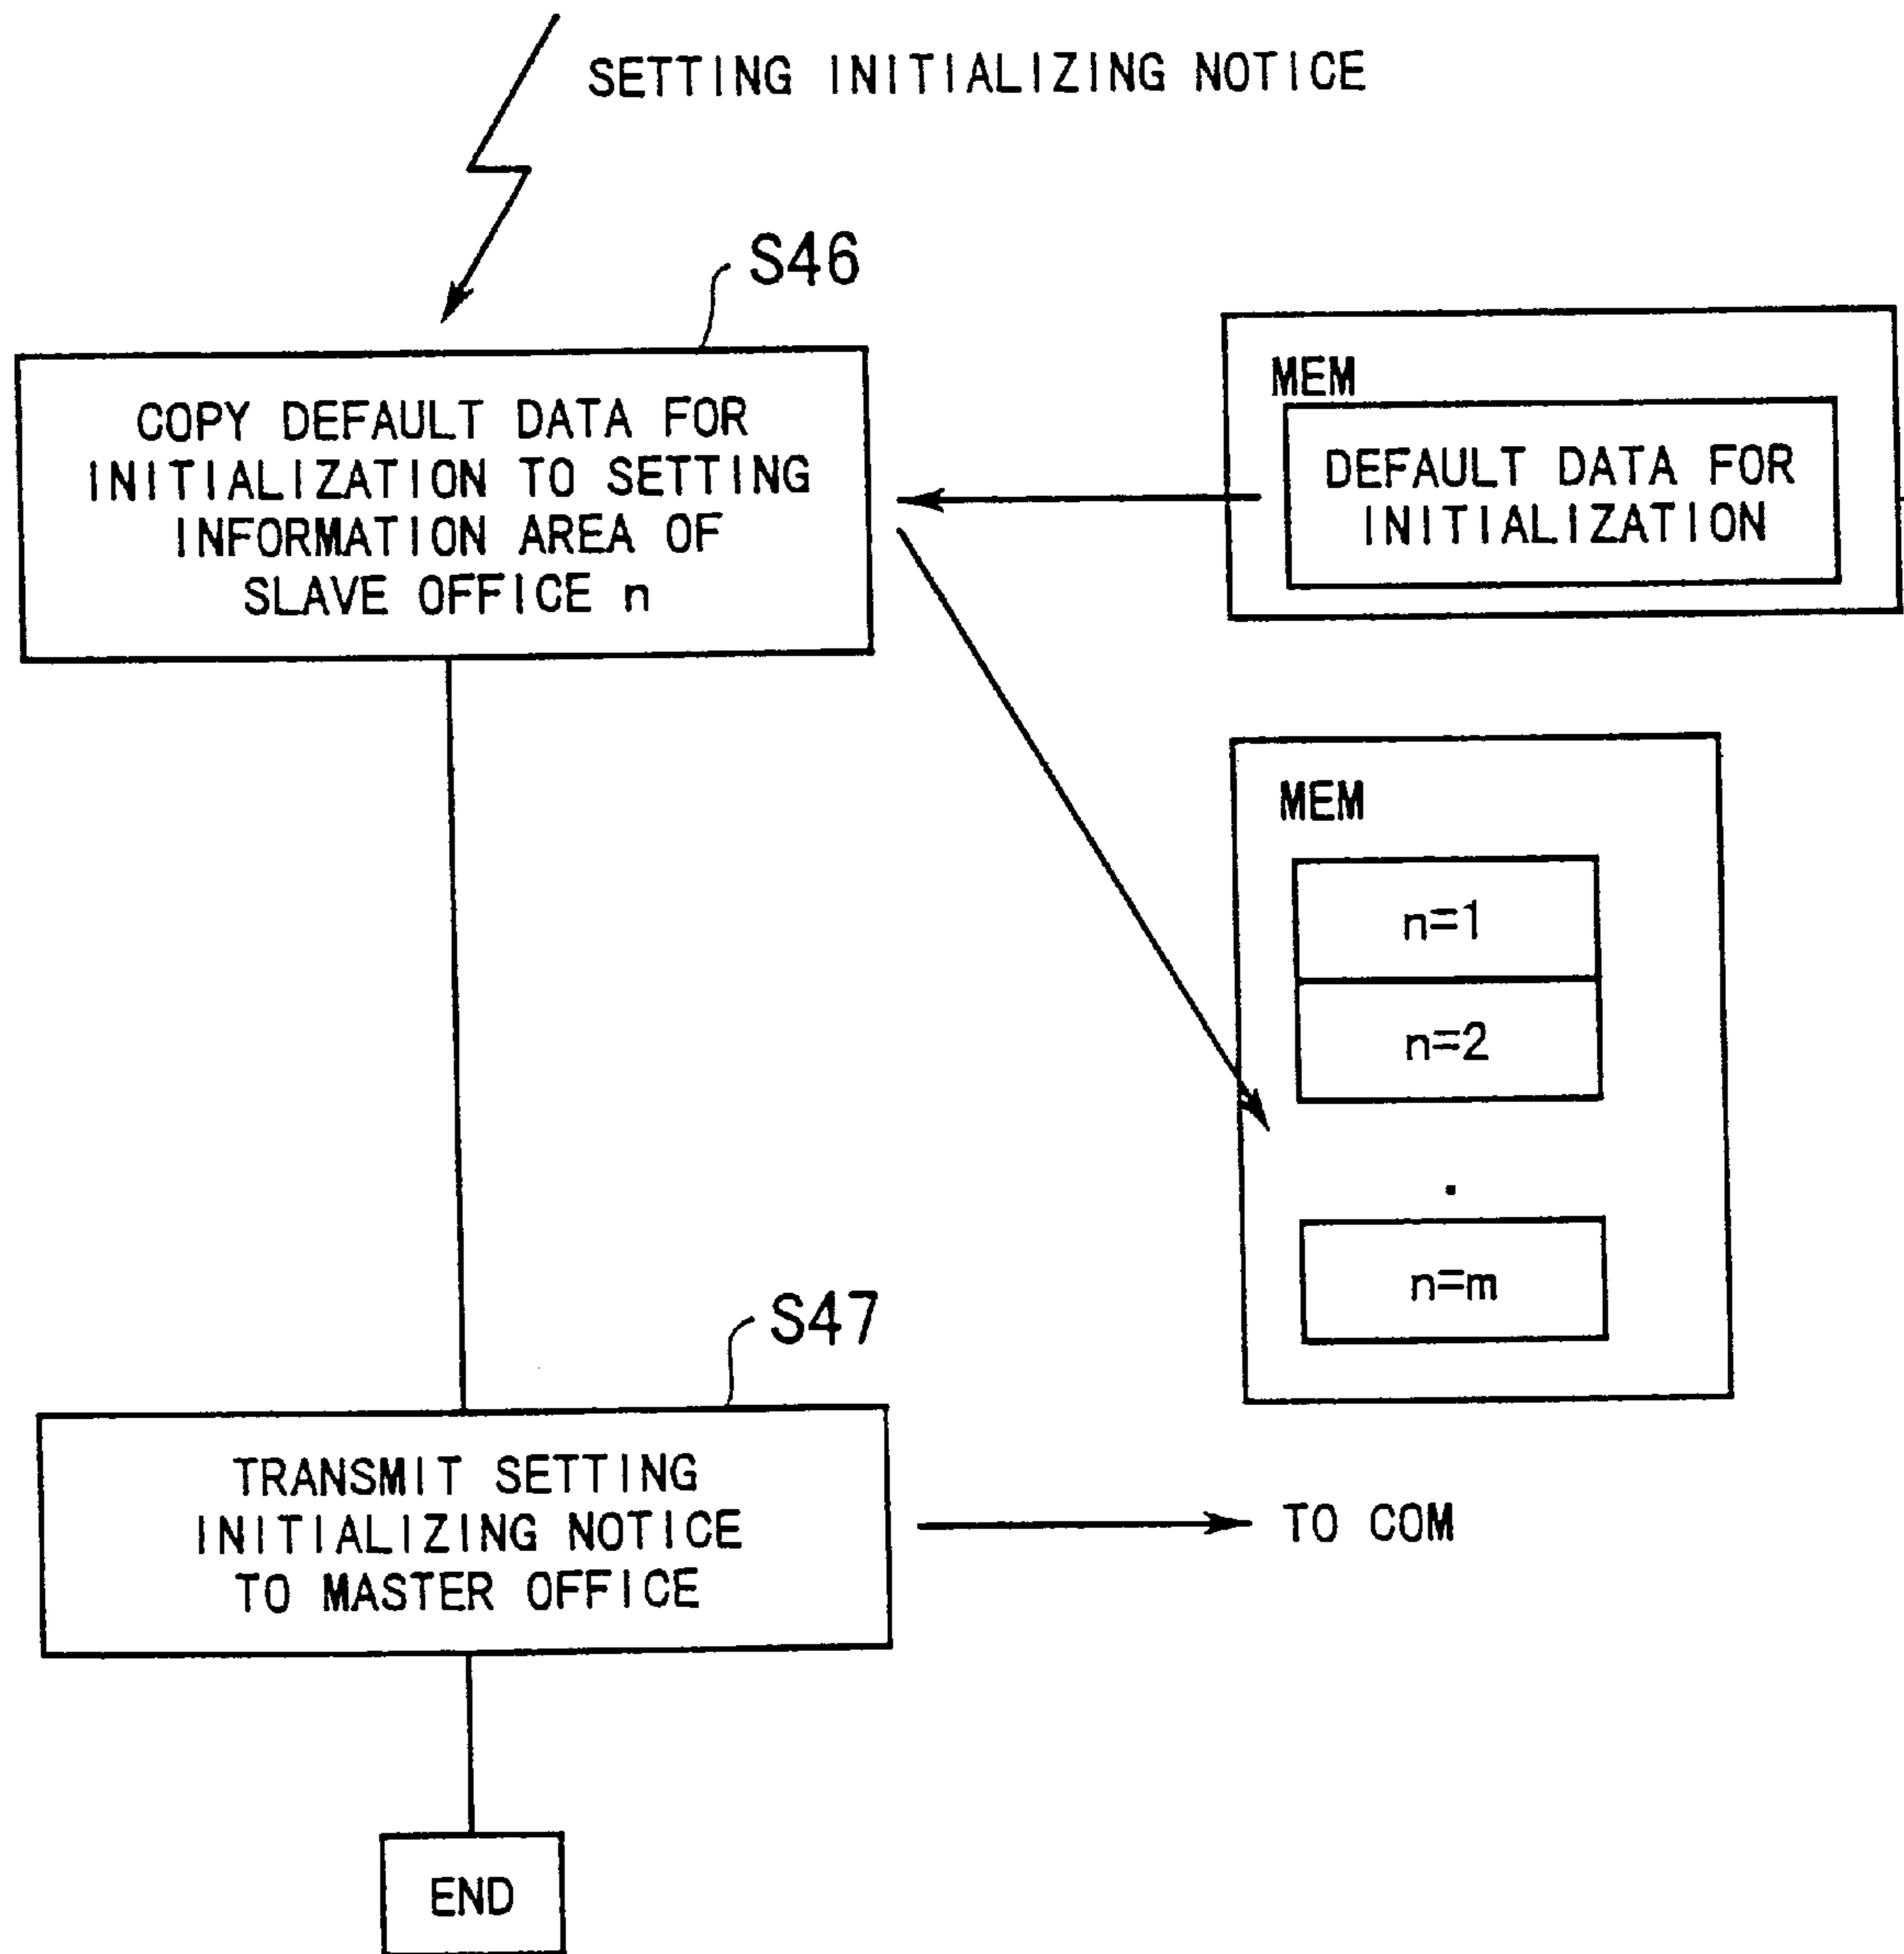 SETTING INITIALIZING NOTICE
S46
COPY DEFAULT DATA FOR
INITIALIZATION TO SETTING
INFORMATION AREA OF
SLAVE OFFICE n
MEM
DEFAULT DATA FOR
INITIALIZATION
MEM
n=1
n=2
.
n=m
S47
TRANSMIT SETTING
INITIALIZING NOTICE
TO MASTER OFFICE
TO COM
END